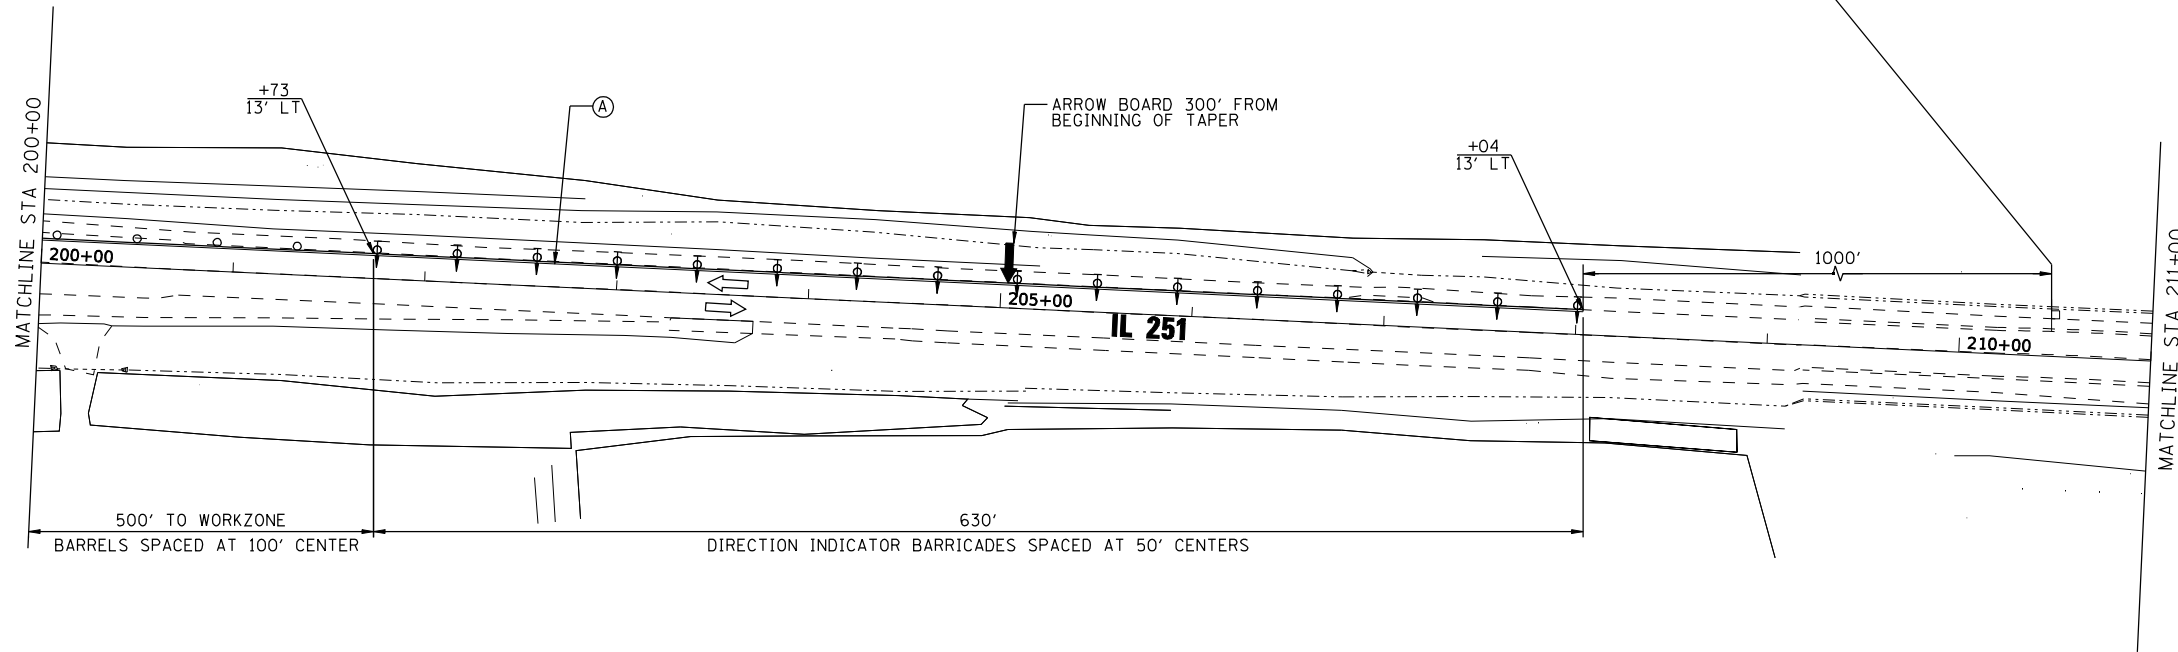 MATCHLINE STA 200+00
+73
13' LT
A
ARROW BOARD 300' FROM
BEGINNING OF TAPER
+04
13' LT
1000'
MATCHLINE STA 211+00
200+00
205+00
IL 251
210+00
500' TO WORKZONE
BARRELS SPACED AT 100' CENTER
630'
DIRECTION INDICATOR BARRICADES SPACED AT 50' CENTERS